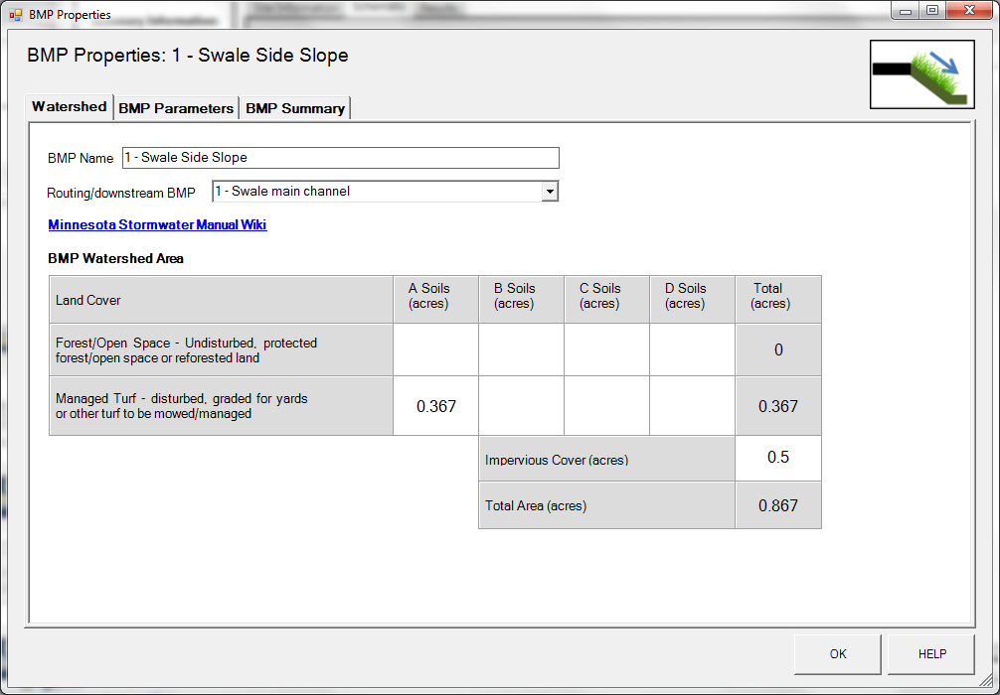 BMP Properties
BMP Properties: 1 - Swale Side Slope
Watershed
BMP Parameters
BMP Summary
BMP Name
1 - Swale Side Slope
Routing/downstream BMP
1 - Swale main channel
Minnesota Stormwater Manual Wiki
BMP Watershed Area
Land Cover
A Soils
(acres)
B Soils
(acres)
C Soils
(acres)
D Soils
(acres)
Total
(acres)
Forest/Open Space - Undisturbed, protected
forest/open space or reforested land
0
Managed Turf - disturbed, graded for yards
or other turf to be mowed/managed
0.367
0.367
Impervious Cover (acres)
0.5
Total Area (acres)
0.867
OK
HELP